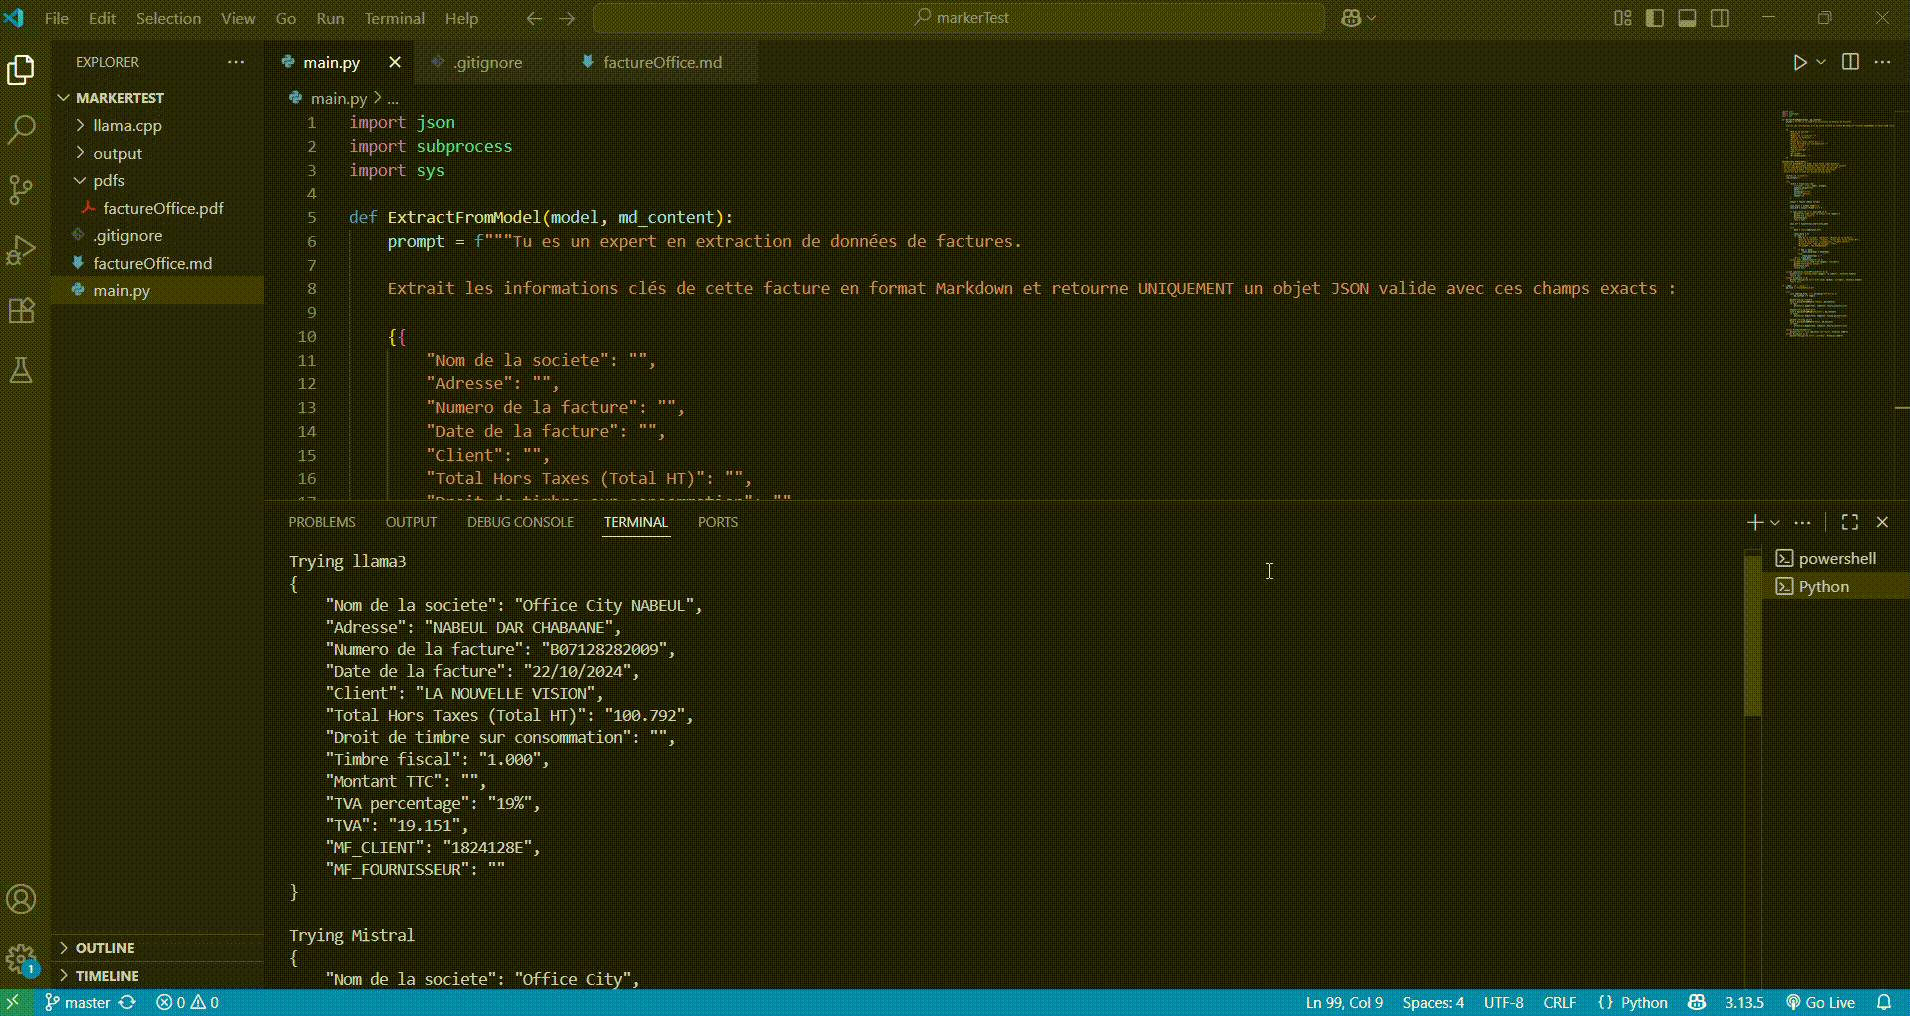 File Edit Selection View Go Run Terminal Help
markerTest
EXPLORER
MARKERTEST
llama.cpp
output
pdfs
factureOffice.pdf
.gitignore
factureOffice.md
main.py
OUTLINE
TIMELINE
main.py
.gitignore
factureOffice.md
main.py > ...
1 import json
2 import subprocess
3 import sys
4
5 def ExtractFromModel(model, md_content):
6 prompt = f"""Tu es un expert en extraction de données de factures.
7
8 Extrait les informations clés de cette facture en format Markdown et retourne UNIQUEMENT un objet JSON valide avec ces champs exacts :
9
10 {{
11 "Nom de la societe": "",
12 "Adresse": "",
13 "Numero de la facture": "",
14 "Date de la facture": "",
15 "Client": "",
16 "Total Hors Taxes (Total HT)": "",
17 "Droit de timbre sur consommation": ""
PROBLEMS OUTPUT DEBUG CONSOLE TERMINAL PORTS
powershell
Python
Trying llama3
{
"Nom de la societe": "Office City NABEUL",
"Adresse": "NABEUL DAR CHABAANE",
"Numero de la facture": "B07128282009",
"Date de la facture": "22/10/2024",
"Client": "LA NOUVELLE VISION",
"Total Hors Taxes (Total HT)": "100.792",
"Droit de timbre sur consommation": "",
"Timbre fiscal": "1.000",
"Montant TTC": "",
"TVA percentage": "19%",
"TVA": "19.151",
"MF_CLIENT": "1824128E",
"MF_FOURNISSEUR": ""
}
Trying Mistral
{
"Nom de la societe": "Office City",
1
master 0 0
Ln 99, Col 9 Spaces: 4 UTF-8 CRLF {} Python 3.13.5 Go Live